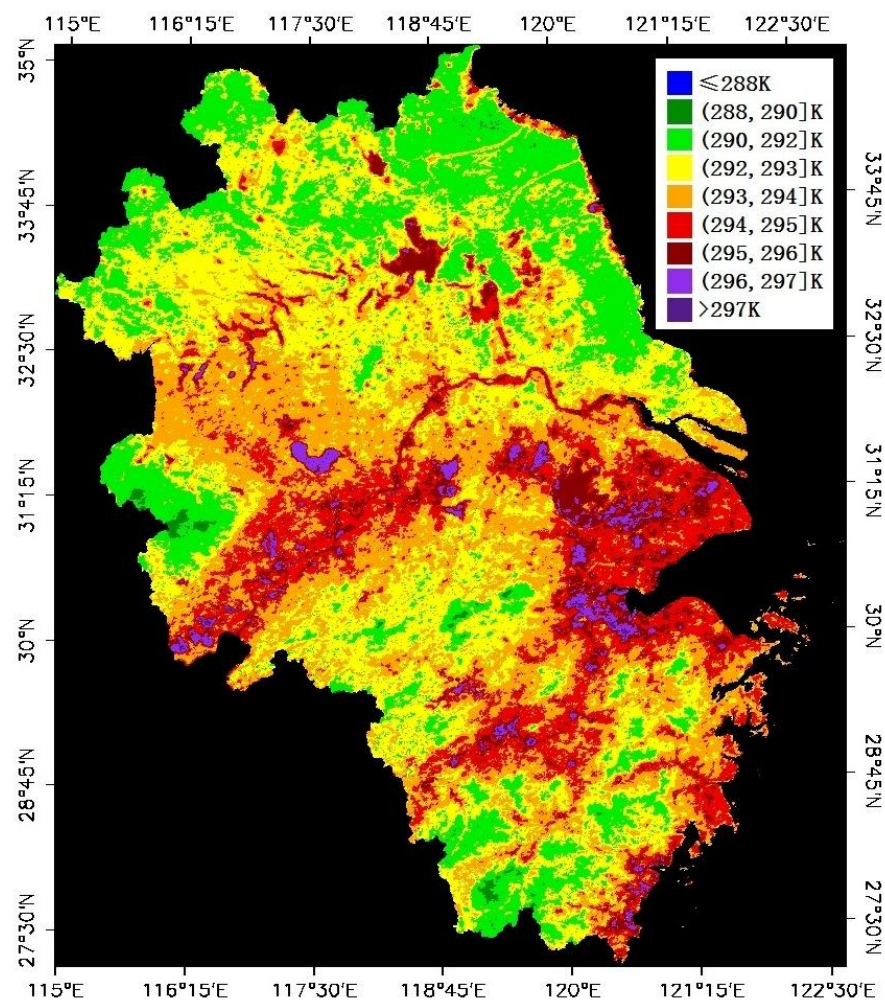 115°E 116°15'E 117°30'E 118°45'E 120°E 121°15'E 122°30'E
35°N
33°45'N
32°30'N
31°15'N
30°N
28°45'N
27°30'N
≤288K
(288, 290]K
(290, 292]K
(292, 293]K
(293, 294]K
(294, 295]K
(295, 296]K
(296, 297]K
>297K
33°45'N
32°30'N
31°15'N
30°N
28°45'N
27°30'N
115°E 116°15'E 117°30'E 118°45'E 120°E 121°15'E 122°30'E